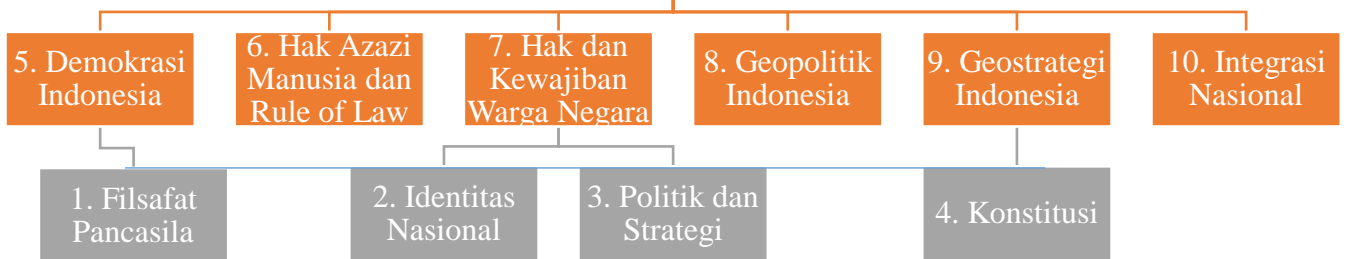 5. Demokrasi
Indonesia
6. Hak Azazi
Manusia dan
Rule of Law
7. Hak dan
Kewajiban
Warga Negara
8. Geopolitik
Indonesia
9. Geostrategi
Indonesia
10. Integrasi
Nasional
1. Filsafat
Pancasila
2. Identitas
Nasional
3. Politik dan
Strategi
4. Konstitusi